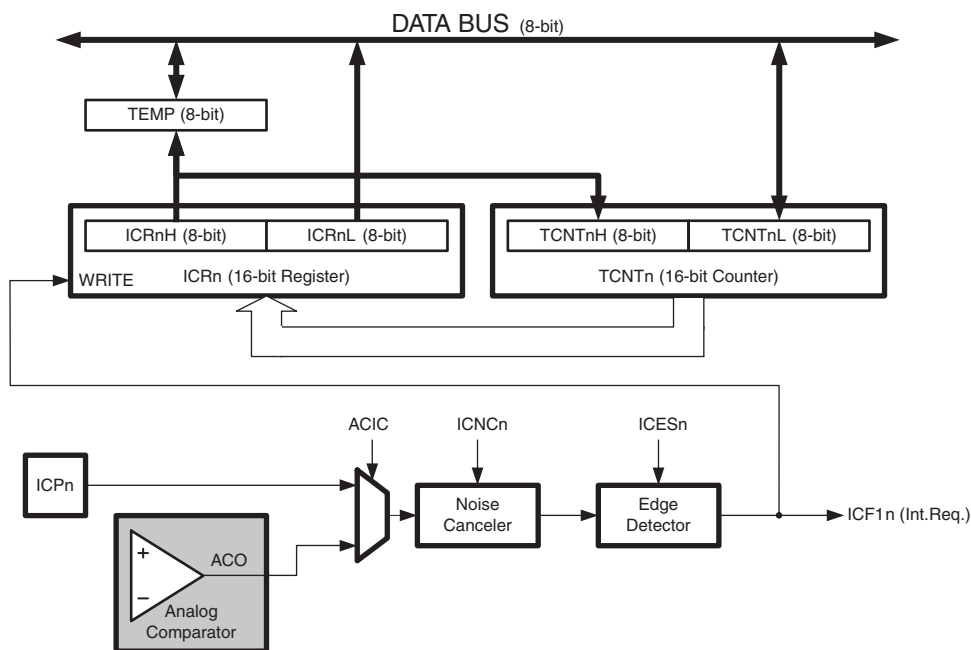 DATA BUS (8-bit)
TEMP (8-bit)
ICRnH (8-bit) ICRnL (8-bit)
WRITE ICRn (16-bit Register)
TCNTnH (8-bit) TCNTnL (8-bit)
TCNTn (16-bit Counter)
ACIC ICNCn ICESn
ICPn
Noise
Canceler
Edge
Detector
ICF1n (Int.Req.)
+
−
ACO
Analog
Comparator